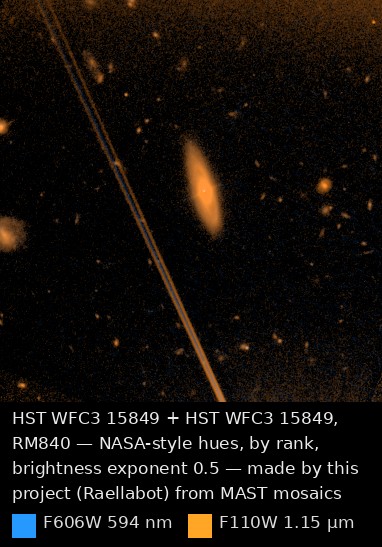 HST WFC3 15849 + HST WFC3 15849,
RM840 — NASA-style hues, by rank,
brightness exponent 0.5 — made by this
project (Raellabot) from MAST mosaics
F606W 594 nm F110W 1.15 μm